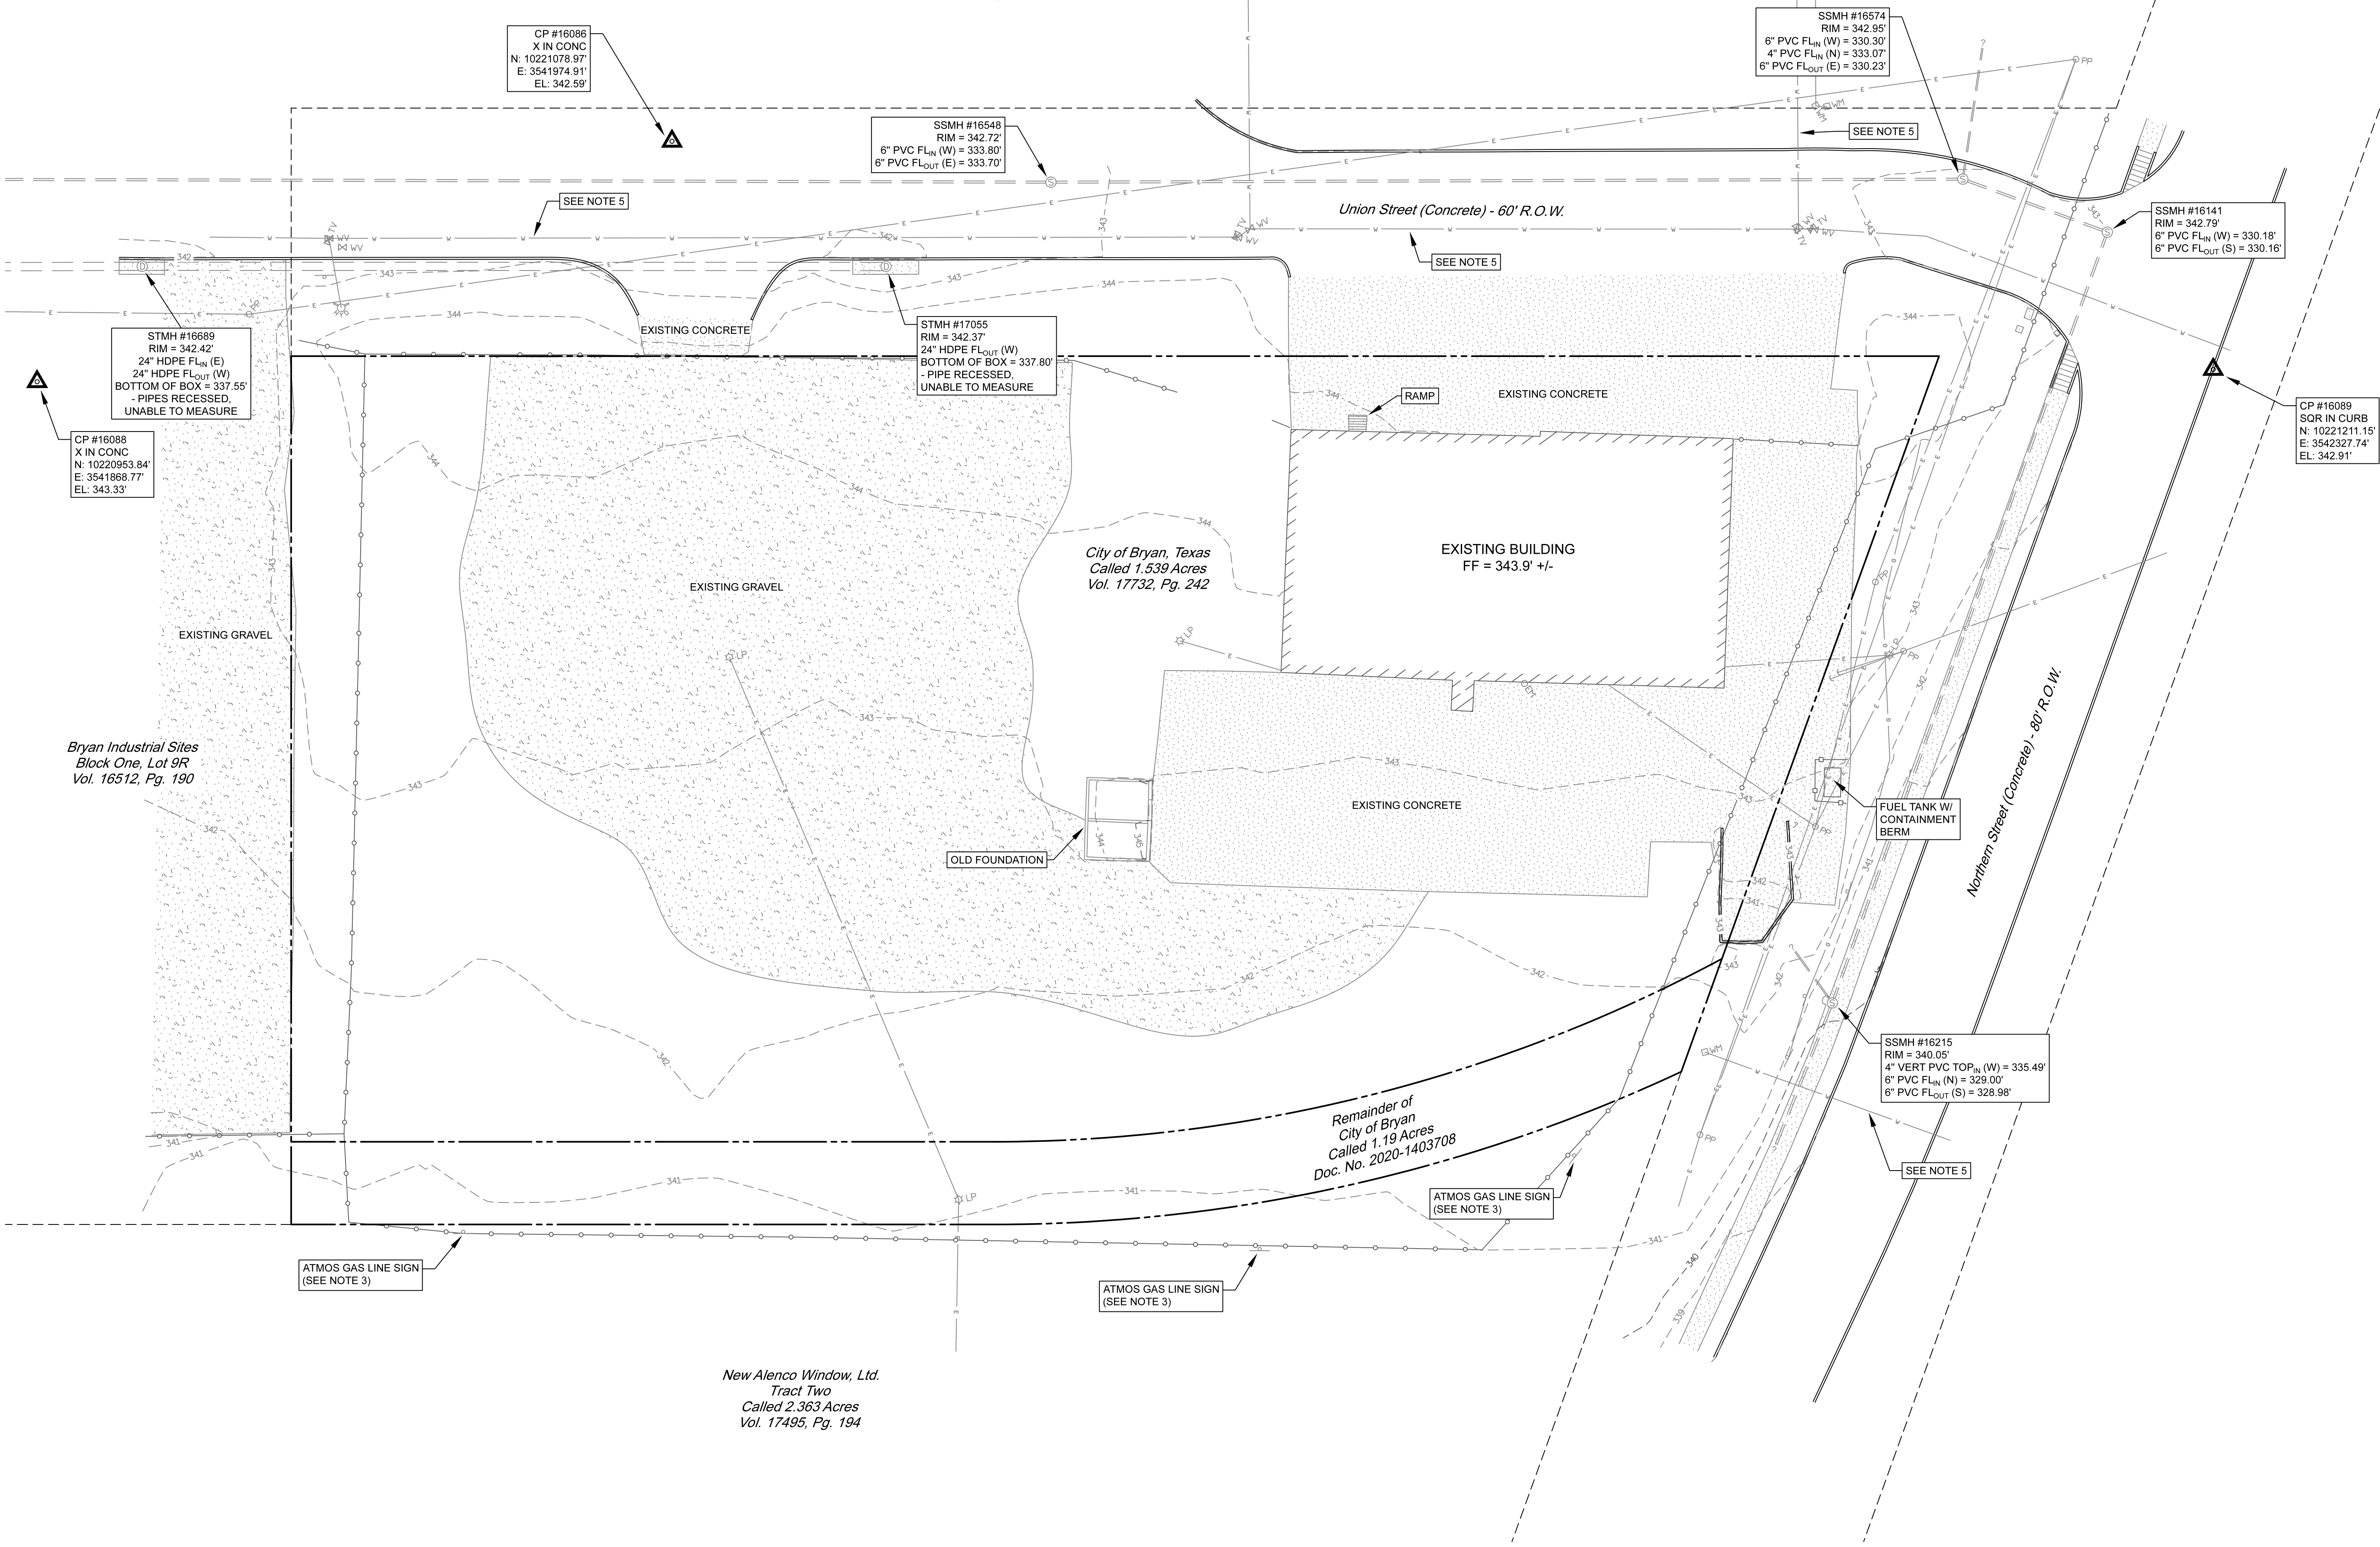 CP #16086
X IN CONC
N: 10221078.97'
E: 3541974.91'
EL: 342.59'
SSMH #16574
RIM = 342.95'
6" PVC FLIN (W) = 330.30'
4" PVC FLIN (N) = 333.07'
6" PVC FLOUT (E) = 330.23'
SSMH #16548
RIM = 342.72'
6" PVC FLIN (W) = 333.80'
6" PVC FLOUT (E) = 333.70'
SEE NOTE 5
SEE NOTE 5
Union Street (Concrete) - 60' R.O.W.
SEE NOTE 5
SSMH #16141
RIM = 342.79'
6" PVC FLIN (W) = 330.18'
6" PVC FLOUT (S) = 330.16'
STMH #16689
RIM = 342.42'
24" HDPE FLIN (E)
24" HDPE FLOUT (W)
BOTTOM OF BOX = 337.55'
- PIPES RECESSED,
UNABLE TO MEASURE
EXISTING CONCRETE
STMH #17055
RIM = 342.37'
24" HDPE FLOUT (W)
BOTTOM OF BOX = 337.80'
- PIPE RECESSED,
UNABLE TO MEASURE
RAMP
EXISTING CONCRETE
CP #16089
SQR IN CURB
N: 10221211.15'
E: 3542327.74'
EL: 342.91'
CP #16088
X IN CONC
N: 10220953.84'
E: 3541868.77'
EL: 343.33'
City of Bryan, Texas
Called 1.539 Acres
Vol. 17732, Pg. 242
EXISTING BUILDING
FF = 343.9' +/-
EXISTING GRAVEL
EXISTING GRAVEL
Bryan Industrial Sites
Block One, Lot 9R
Vol. 16512, Pg. 190
EXISTING CONCRETE
OLD FOUNDATION
FUEL TANK W/
CONTAINMENT
BERM
Northern Street (Concrete) - 80' R.O.W.
SSMH #16215
RIM = 340.05'
4" VERT PVC TOPIN (W) = 335.49'
6" PVC FLIN (N) = 329.00'
6" PVC FLOUT (S) = 328.98'
Remainder of
City of Bryan
Called 1.19 Acres
Doc. No. 2020-1403708
SEE NOTE 5
ATMOS GAS LINE SIGN
(SEE NOTE 3)
ATMOS GAS LINE SIGN
(SEE NOTE 3)
ATMOS GAS LINE SIGN
(SEE NOTE 3)
New Alenco Window, Ltd.
Tract Two
Called 2.363 Acres
Vol. 17495, Pg. 194